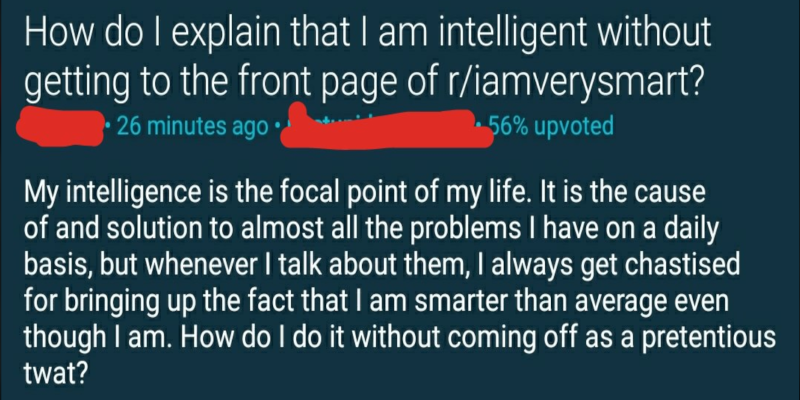 How do I explain that I am intelligent without
getting to the front page of r/iamverysmart?
• 26 minutes ago • • 56% upvoted
My intelligence is the focal point of my life. It is the cause
of and solution to almost all the problems I have on a daily
basis, but whenever I talk about them, I always get chastised
for bringing up the fact that I am smarter than average even
though I am. How do I do it without coming off as a pretentious
twat?